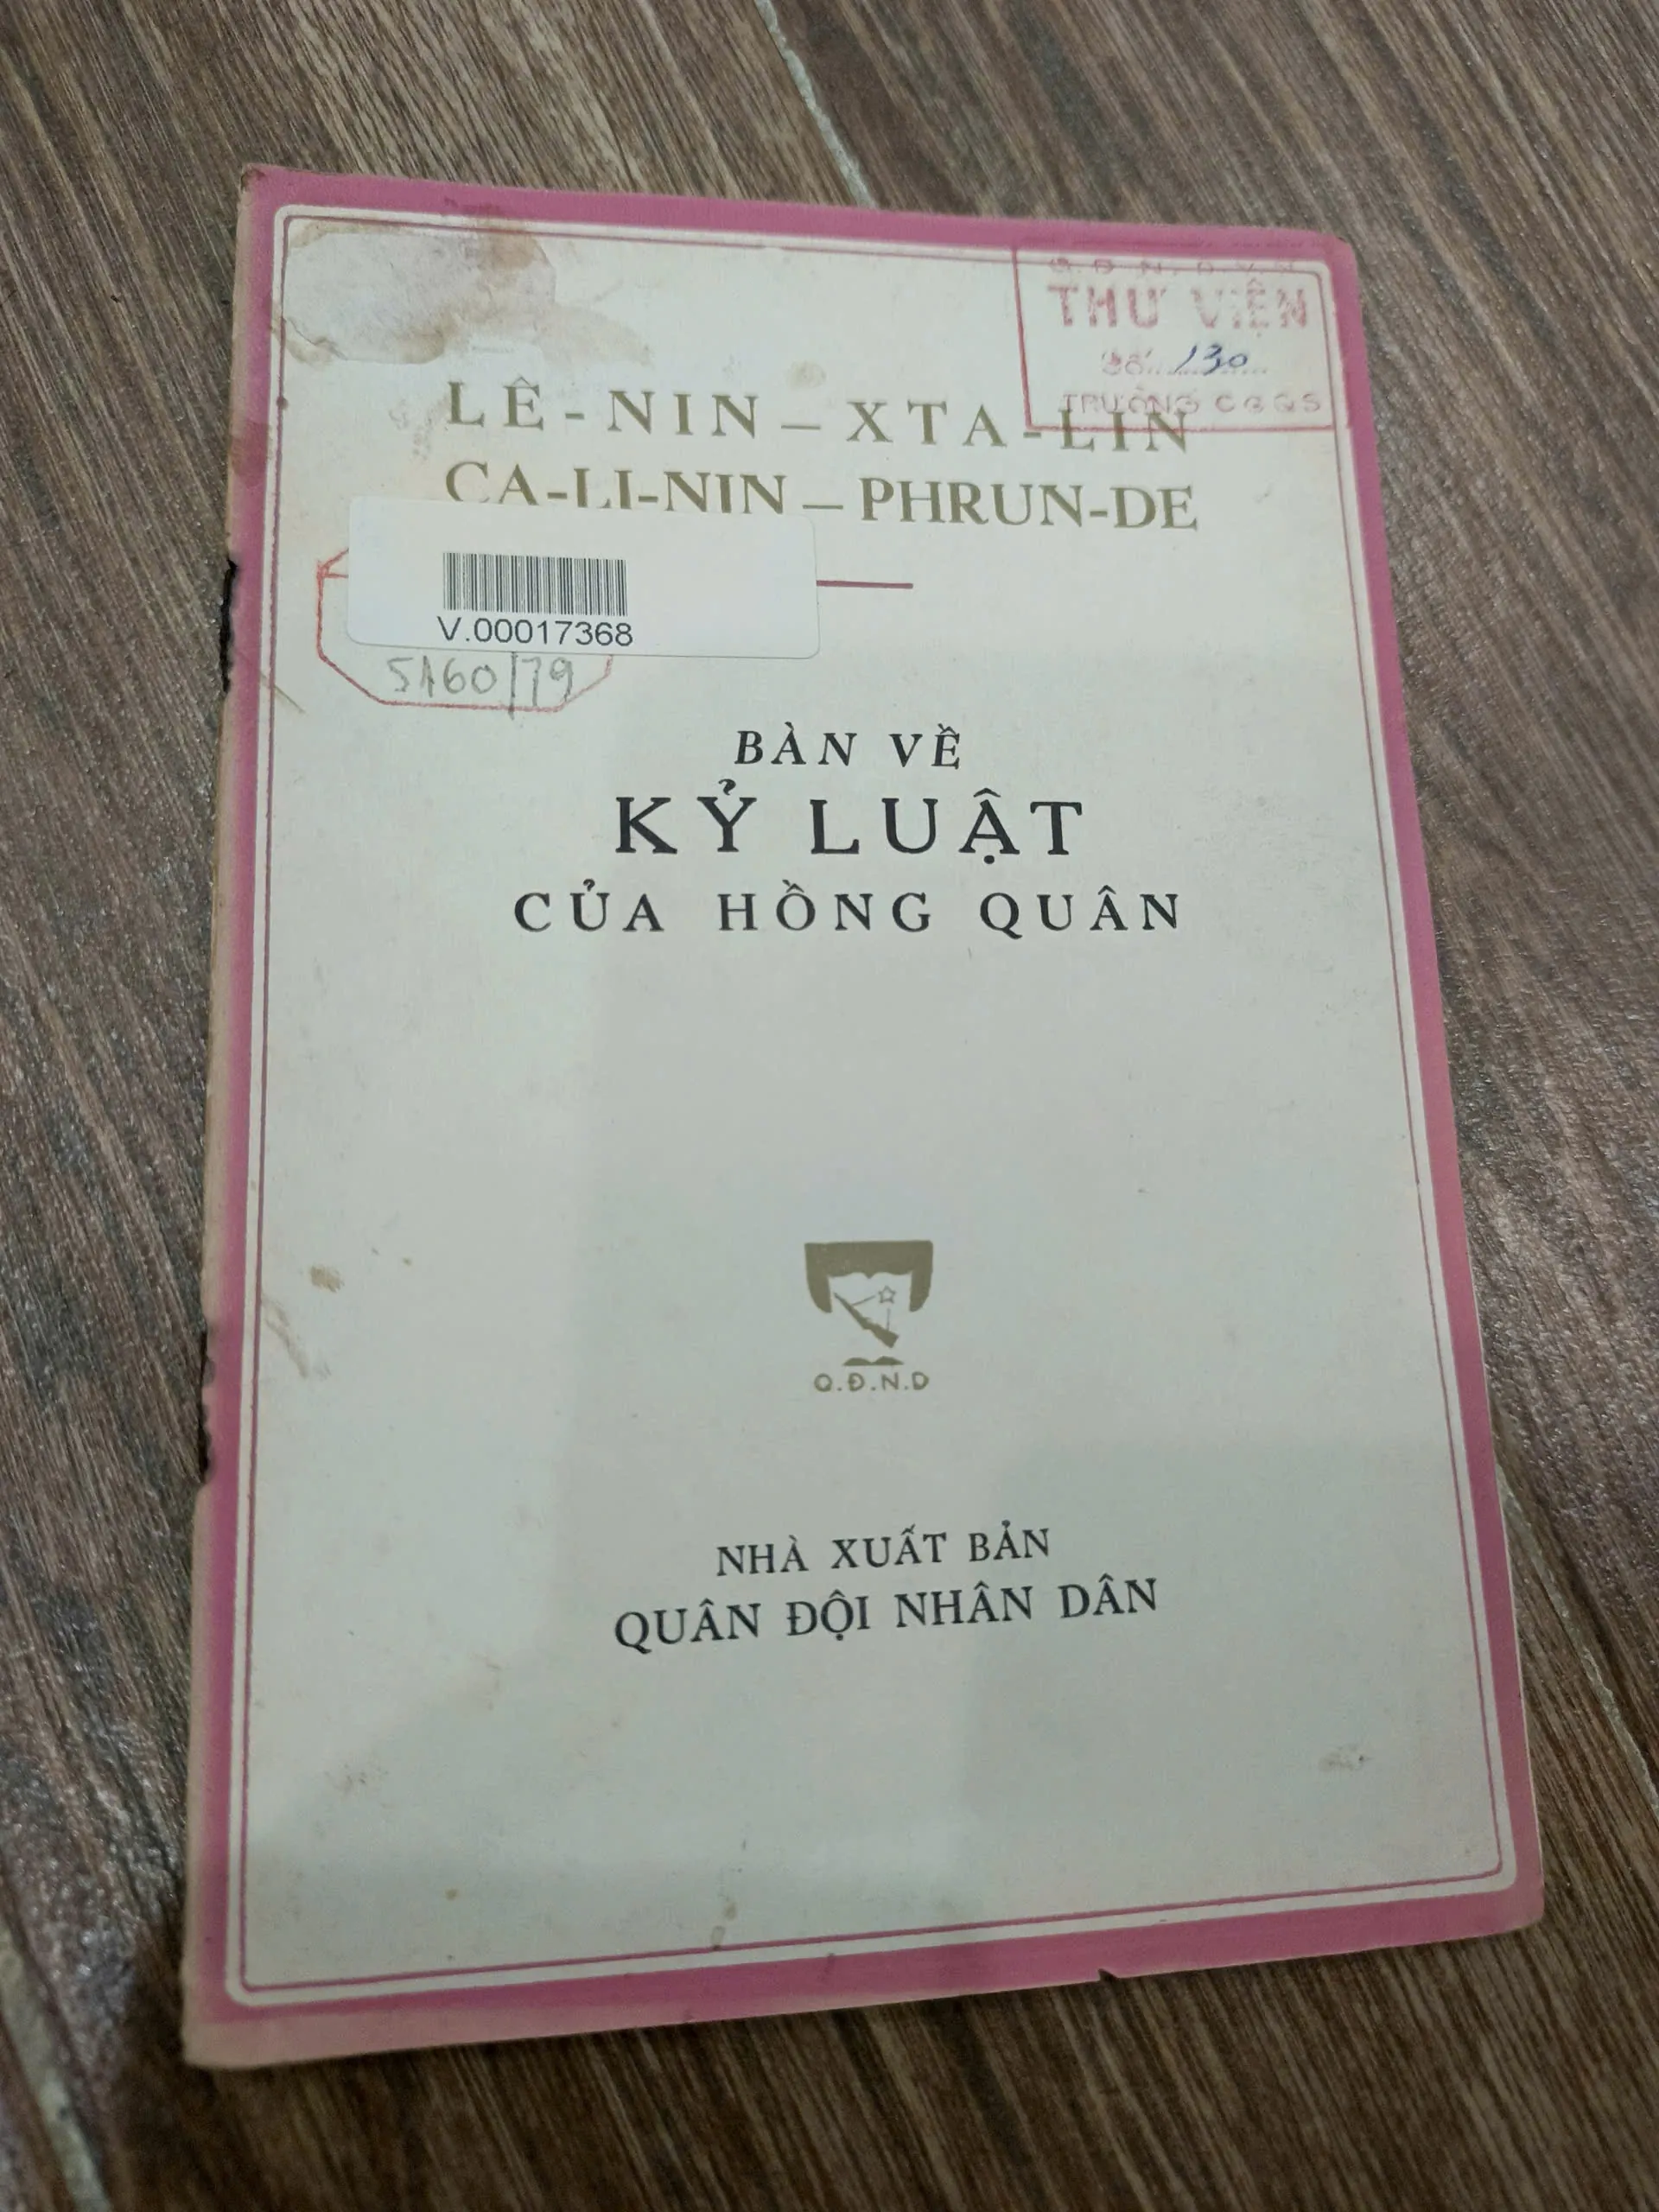 THƯ VIỆN
Số 130
TRƯỜNG
LÊ-NIN – XTA-LIN
CA-LI-NIN – PHRUN-DE
V.00017368
5160/79
BÀN VỀ
KỶ LUẬT
CỦA HỒNG QUÂN
Q.Đ.N.D
NHÀ XUẤT BẢN
QUÂN ĐỘI NHÂN DÂN